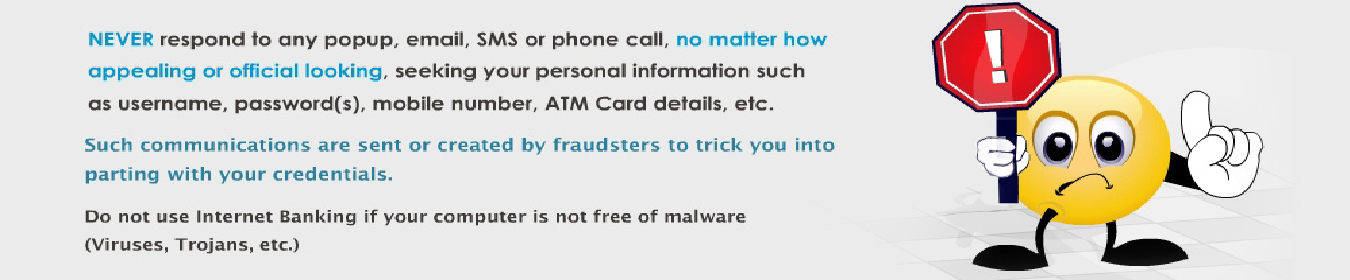 NEVER respond to any popup, email, SMS or phone call, no matter how
appealing or official looking, seeking your personal information such
as username, password(s), mobile number, ATM Card details, etc.
Such communications are sent or created by fraudsters to trick you into
parting with your credentials.
Do not use Internet Banking if your computer is not free of malware
(Viruses, Trojans, etc.)
!